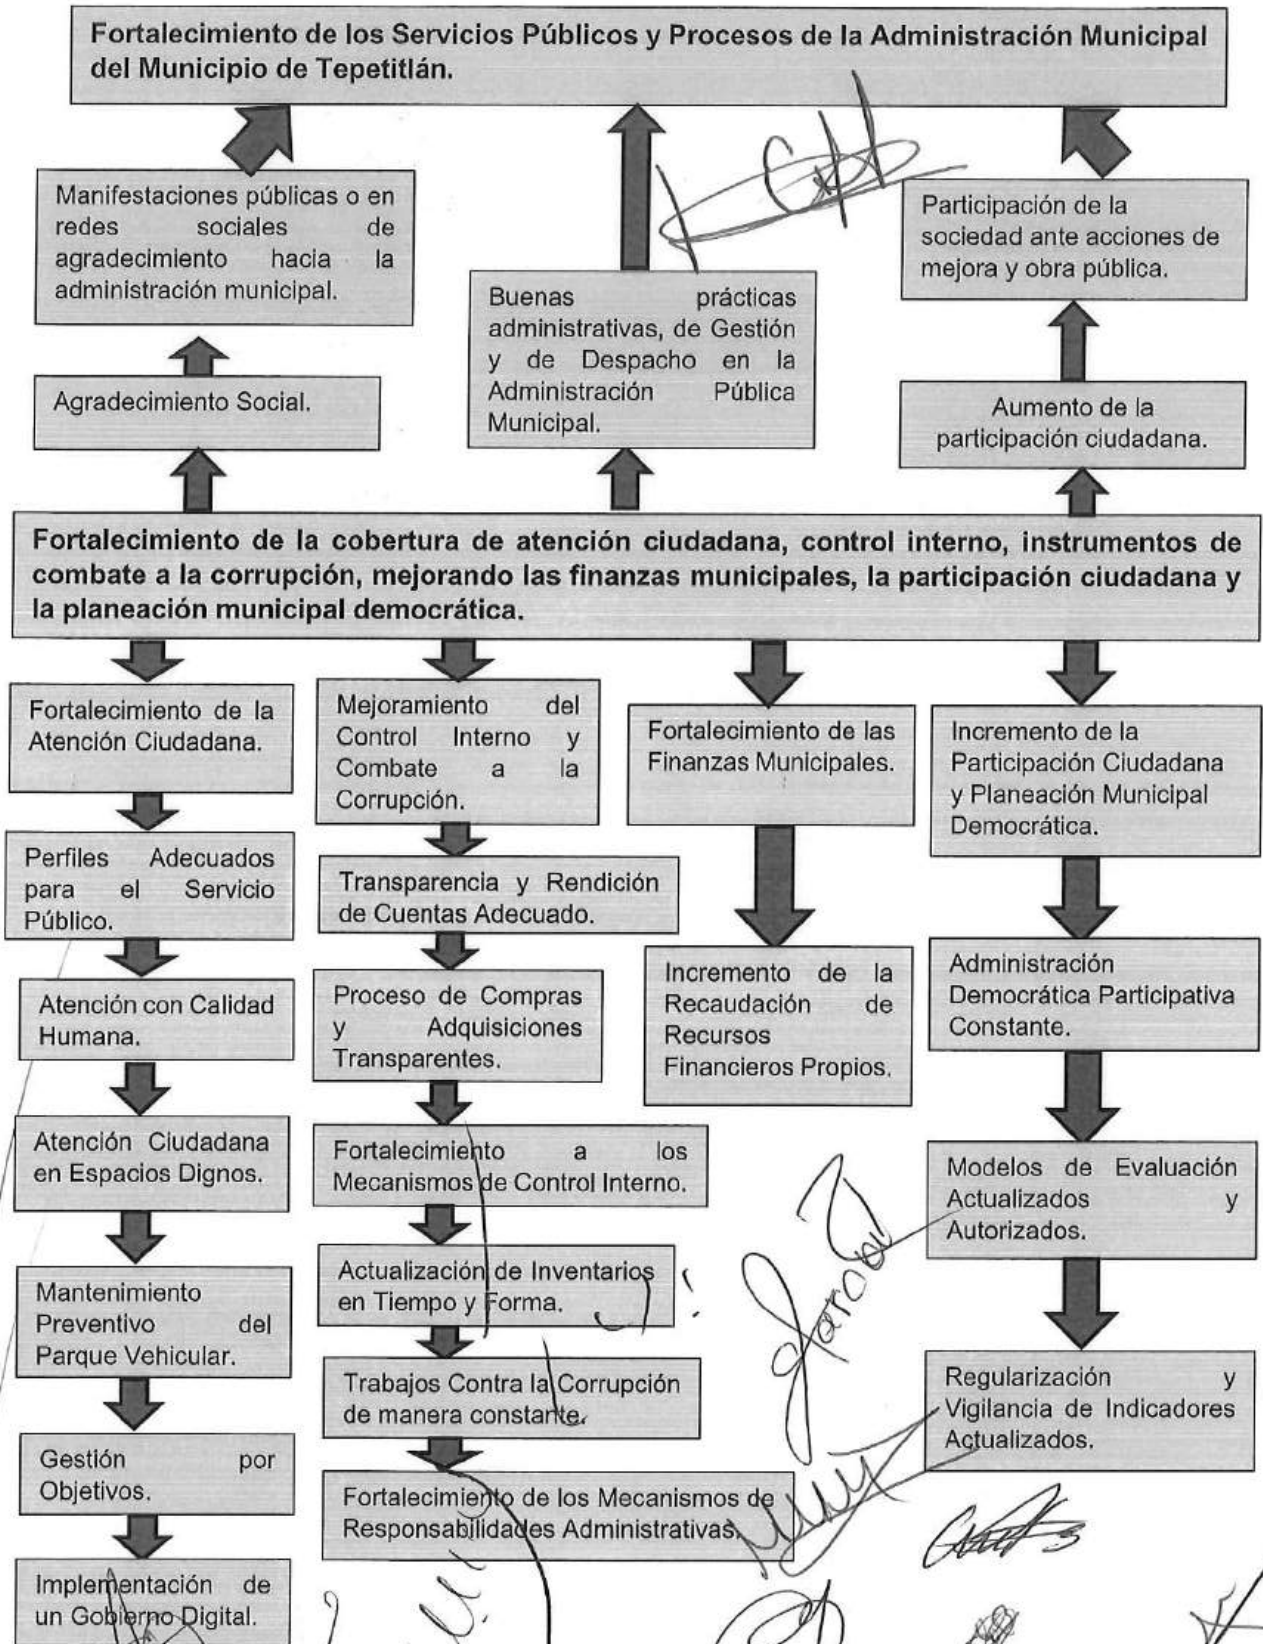 Fortalecimiento de los Servicios Públicos y Procesos de la Administración Municipal
del Municipio de Tepetitlán.
Manifestaciones públicas o en
redes sociales de
agradecimiento hacia la
administración municipal.
Buenas prácticas
administrativas, de Gestión
y de Despacho en la
Administración Pública
Municipal.
Participación de la
sociedad ante acciones de
mejora y obra pública.
Agradecimiento Social.
Aumento de la
participación ciudadana.
Fortalecimiento de la cobertura de atención ciudadana, control interno, instrumentos de
combate a la corrupción, mejorando las finanzas municipales, la participación ciudadana y
la planeación municipal democrática.
Fortalecimiento de la
Atención Ciudadana.
Perfiles Adecuados
para el Servicio
Público.
Atención con Calidad
Humana.
Atención Ciudadana
en Espacios Dignos.
Mantenimiento
Preventivo del
Parque Vehicular.
Gestión por
Objetivos.
Implementación de
un Gobierno Digital.
Mejoramiento del
Control Interno y
Combate a la
Corrupción.
Transparencia y Rendición
de Cuentas Adecuado.
Proceso de Compras
y Adquisiciones
Transparentes.
Fortalecimiento a los
Mecanismos de Control Interno.
Actualización de Inventarios
en Tiempo y Forma.
Trabajos Contra la Corrupción
de manera constante.
Fortalecimiento de los Mecanismos de
Responsabilidades Administrativas.
Fortalecimiento de las
Finanzas Municipales.
Incremento de la
Recaudación de
Recursos
Financieros Propios.
Incremento de la
Participación Ciudadana
y Planeación Municipal
Democrática.
Administración
Democrática Participativa
Constante.
Modelos de Evaluación
Actualizados y
Autorizados.
Regularización y
Vigilancia de Indicadores
Actualizados.